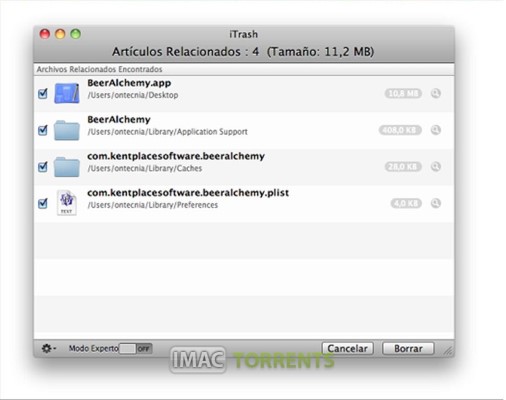 iTrash
Artículos Relacionados : 4 (Tamaño: 11,2 MB)
Archivos Relacionados Encontrados
BeerAlchemy.app
/Users/ontecnia/Desktop
10,8 MB
BeerAlchemy
/Users/ontecnia/Library/Application Support
408,0 KB
com.kentplacesoftware.beeralchemy
/Users/ontecnia/Library/Caches
28,0 KB
com.kentplacesoftware.beeralchemy.plist
/Users/ontecnia/Library/Preferences
4,0 KB
TEXT
Modo Experto OFF
Cancelar
Borrar
IMAC TORRENTS